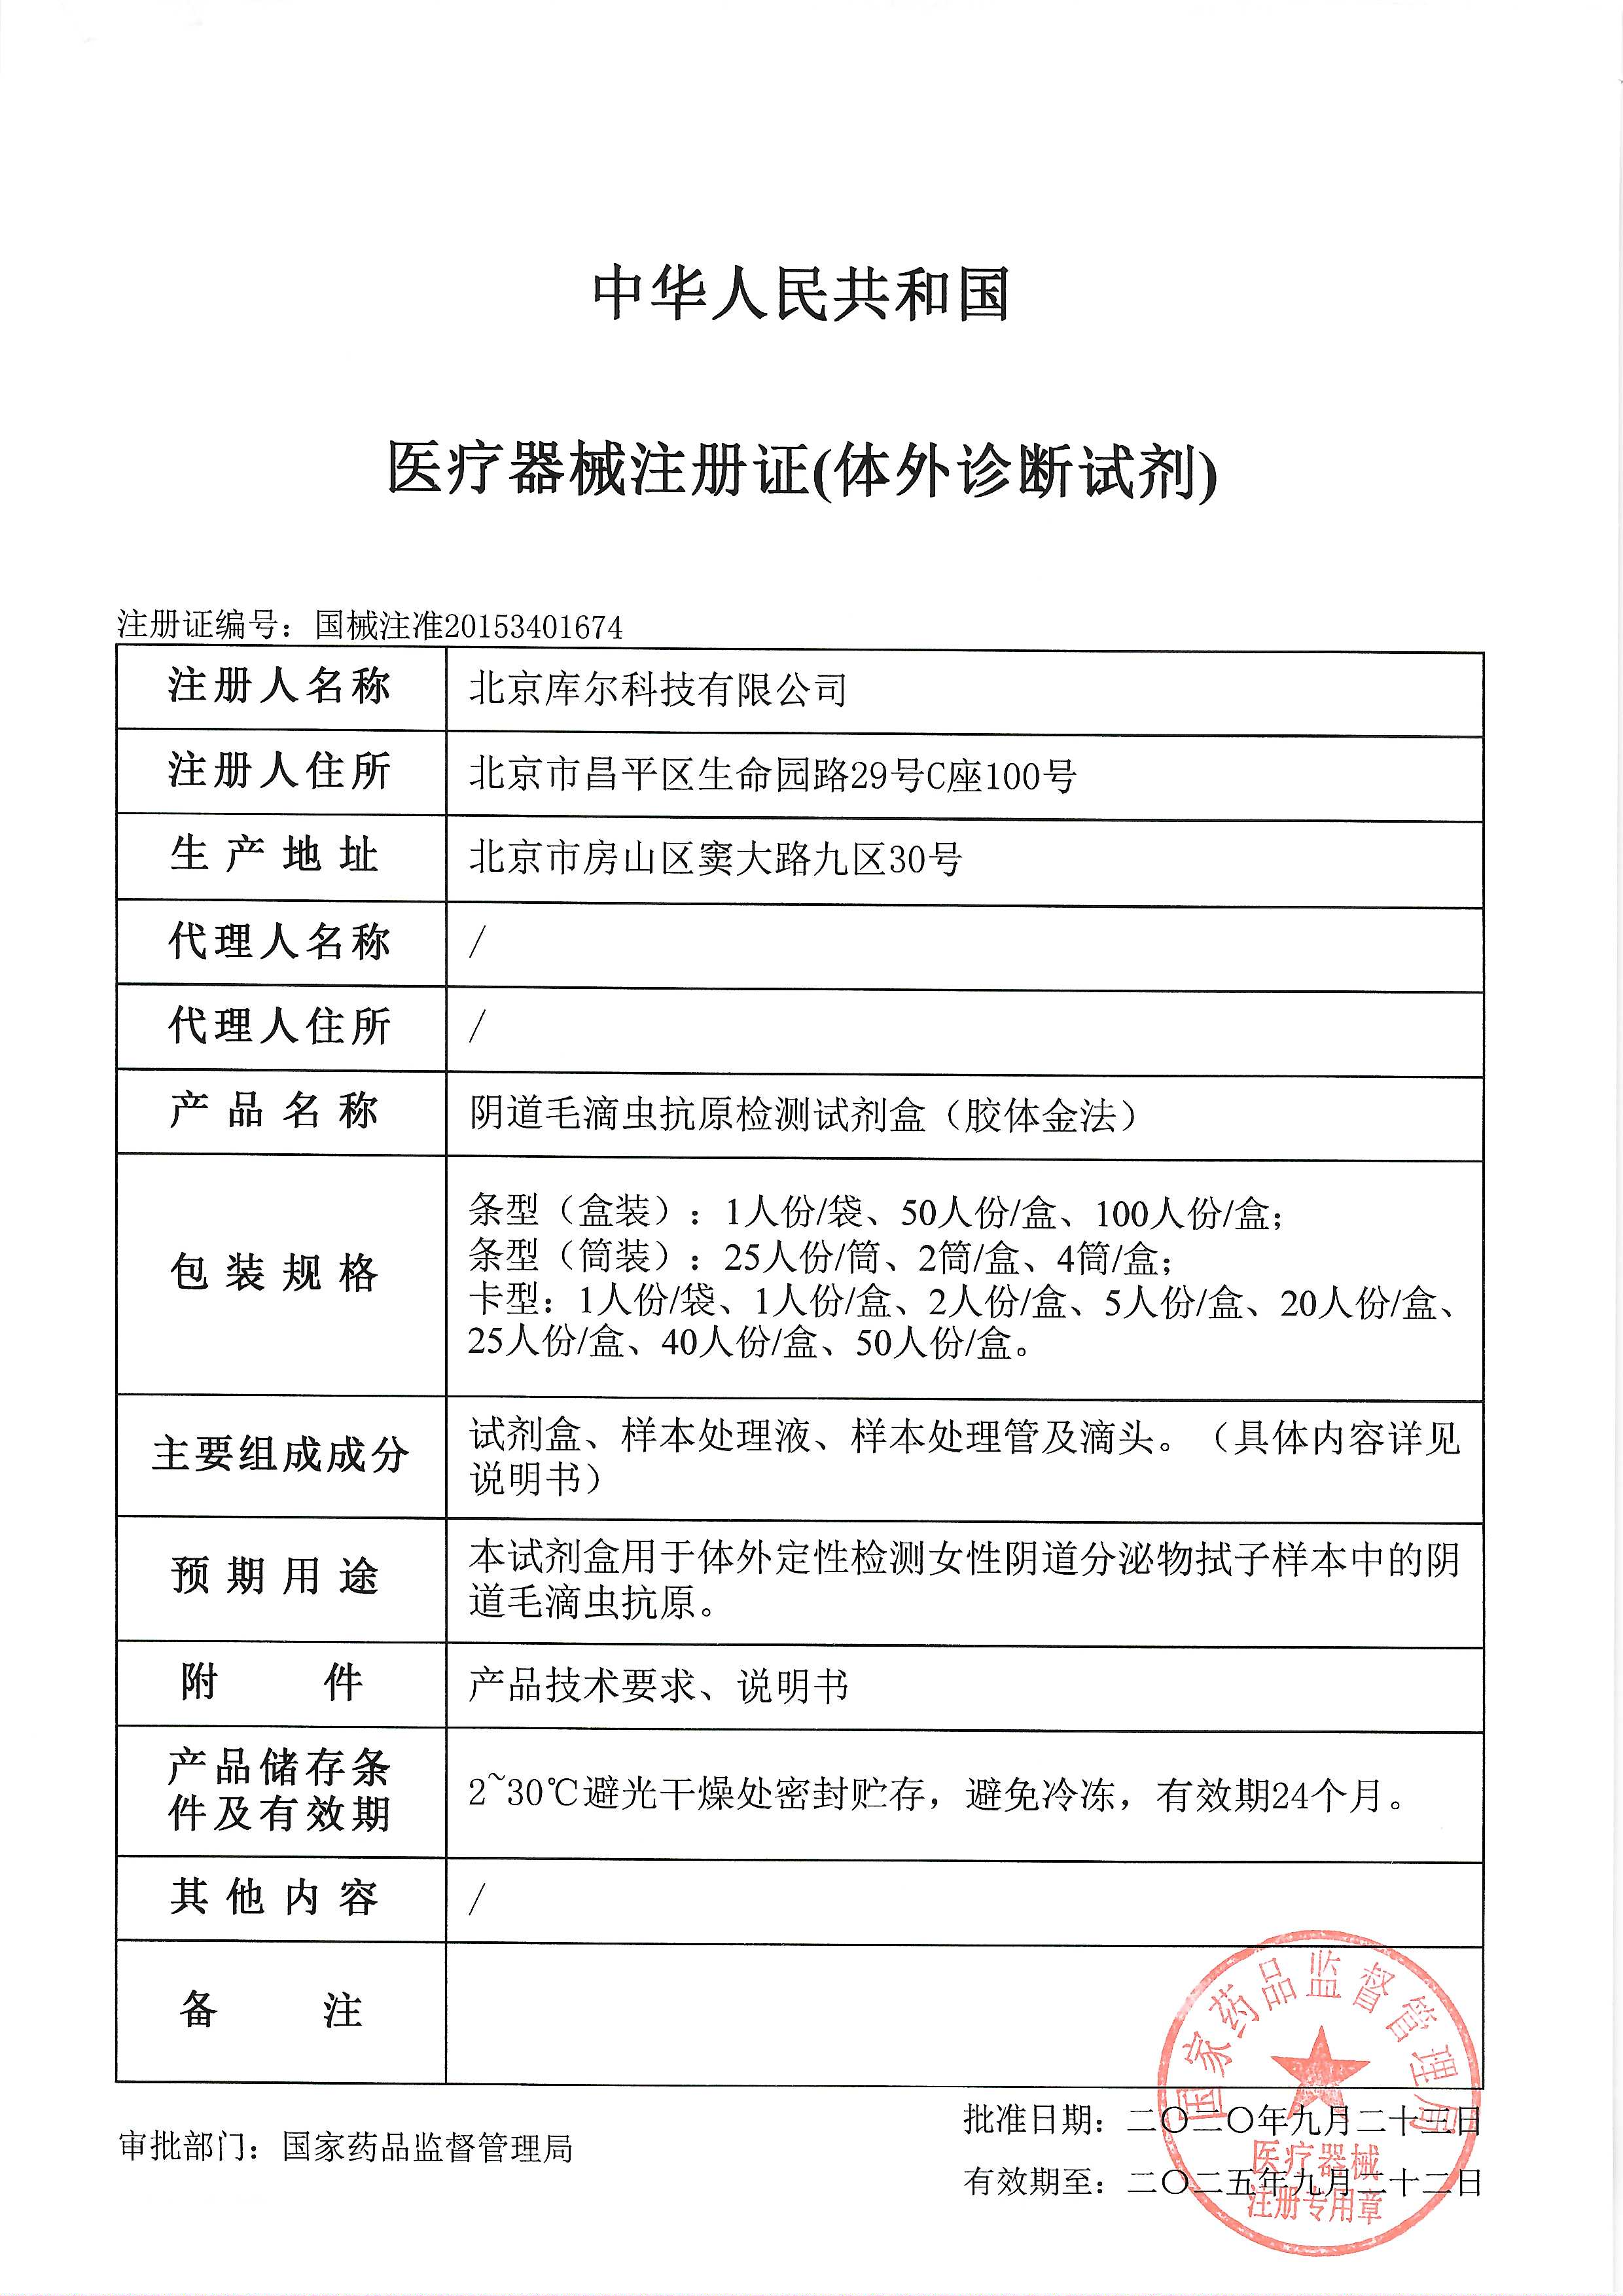 中华人民共和国
医疗器械注册证(体外诊断试剂)
注册证编号：国械注准20153401674
注册人名称 北京库尔科技有限公司
注册人住所 北京市昌平区生命园路29号C座100号
生产地址 北京市房山区窦大路九区30号
代理人名称 /
代理人住所 /
产品名称 阴道毛滴虫抗原检测试剂盒（胶体金法）
包装规格
条型（盒装）：1人份/袋、50人份/盒、100人份/盒；
条型（筒装）：25人份/筒、2筒/盒、4筒/盒；
卡型：1人份/袋、1人份/盒、2人份/盒、5人份/盒、20人份/盒、
25人份/盒、40人份/盒、50人份/盒。
主要组成成分
试剂盒、样本处理液、样本处理管及滴头。（具体内容详见
说明书）
预期用途
本试剂盒用于体外定性检测女性阴道分泌物拭子样本中的阴
道毛滴虫抗原。
附件 产品技术要求、说明书
产品储存条
件及有效期
2~30℃避光干燥处密封贮存，避免冷冻，有效期24个月。
其他内容 /
备注
审批部门：国家药品监督管理局
批准日期：二〇二〇年九月二十三日
有效期至：二〇二五年九月二十二日
国家药品监督管理局
医疗器械
注册专用章